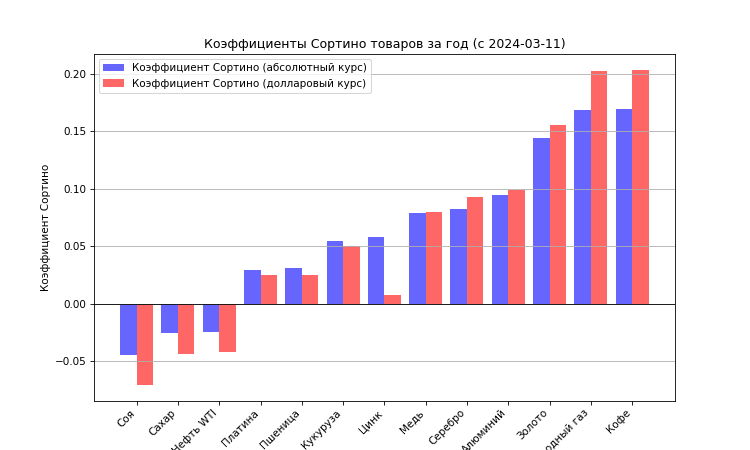 Коэффициенты Сортино товаров за год (с 2024-03-11)
Коэффициент Сортино (абсолютный курс)
Коэффициент Сортино (долларовый курс)
Коэффициент Сортино
0.20
0.15
0.10
0.05
0.00
−0.05
Соя
Сахар
Нефть WTI
Платина
Пшеница
Кукуруза
Цинк
Медь
Серебро
Алюминий
Золото
газ
Кофе